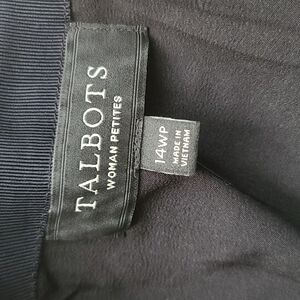 TALBOTS
WOMAN PETITES
14WP
MADE IN
VIETNAM